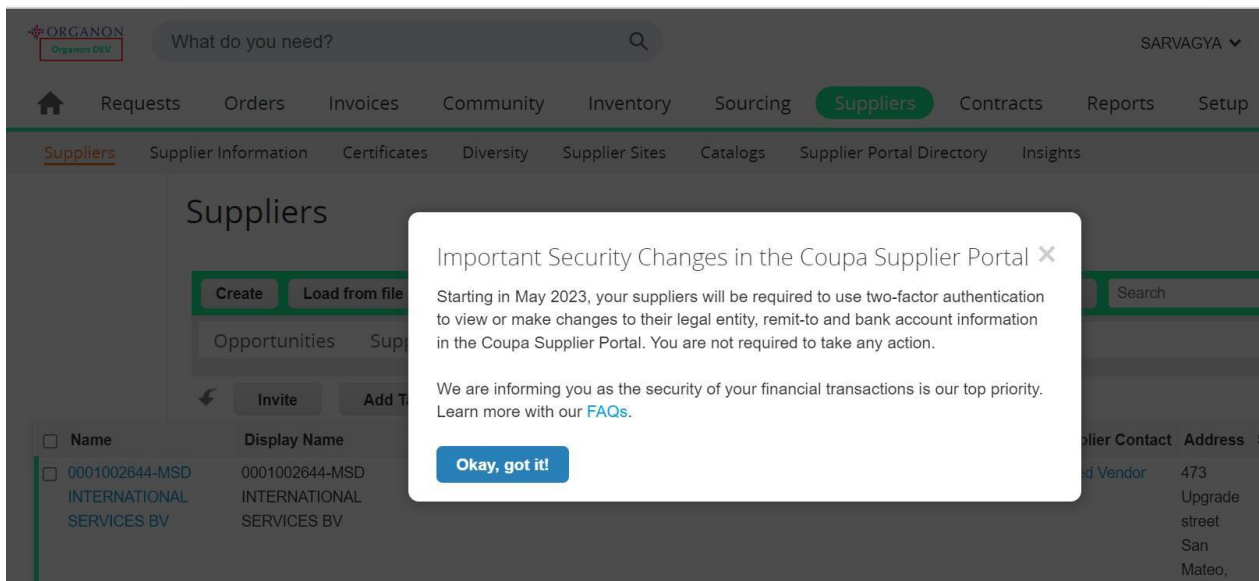 ORGANON
Organon DEV
What do you need?
SARVAGYA
Requests Orders Invoices Community Inventory Sourcing Suppliers Contracts Reports Setup
Suppliers Supplier Information Certificates Diversity Supplier Sites Catalogs Supplier Portal Directory Insights
Suppliers
Important Security Changes in the Coupa Supplier Portal
Starting in May 2023, your suppliers will be required to use two-factor authentication
to view or make changes to their legal entity, remit-to and bank account information
in the Coupa Supplier Portal. You are not required to take any action.
We are informing you as the security of your financial transactions is our top priority.
Learn more with our FAQs.
Okay, got it!
Create Load from file Search
Opportunities
Invite Add
Name Display Name Contact Address
0001002644-MSD 0001002644-MSD Vendor 473
INTERNATIONAL INTERNATIONAL Upgrade
SERVICES BV SERVICES BV street
San
Mateo,